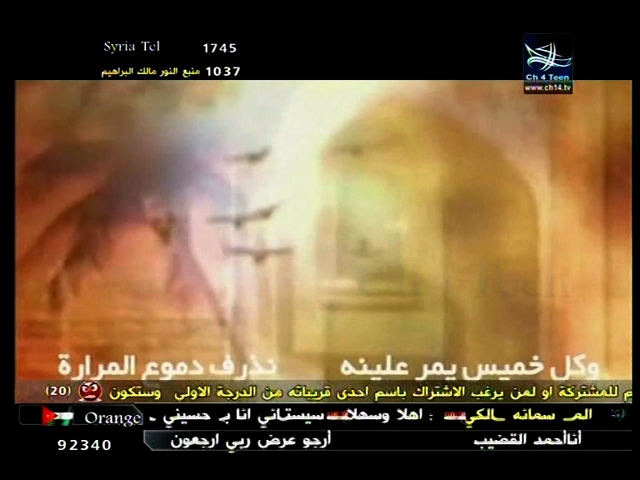 Syria Tel 1745
منبع النور مالك البراهيم 1037
Ch 4 Teen
www.ch14.tv
وكل خميس يمر علينه نذرف دموع المرارة
م للمشتركة او لمن يرغب الاشتراك باسم احدى قريباته من الدرجة الاولى وستكون (20)
Orange : اهلا وسهلا سيستاني انا بـ حسيني
92340 أناأحمد القضيب أرجو عرض ربي ارجعون